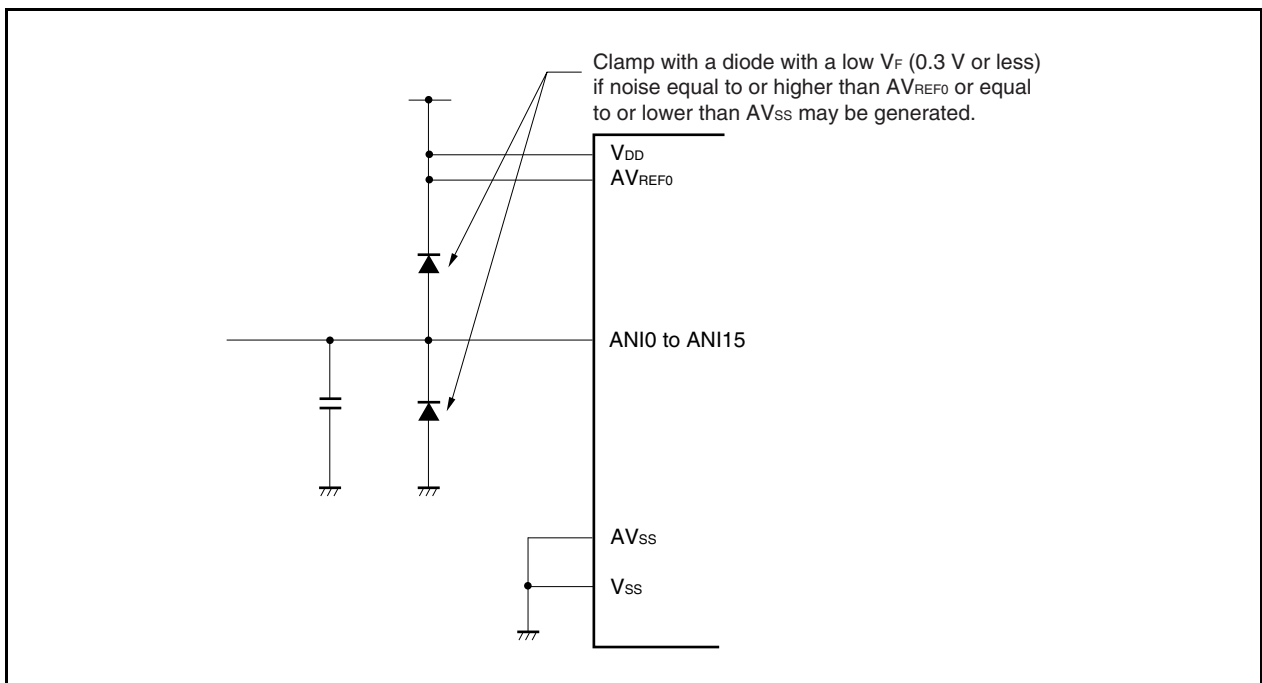 Clamp with a diode with a low VF (0.3 V or less)
if noise equal to or higher than AVREF0 or equal
to or lower than AVSS may be generated.
VDD
AVREF0
ANI0 to ANI15
AVSS
VSS